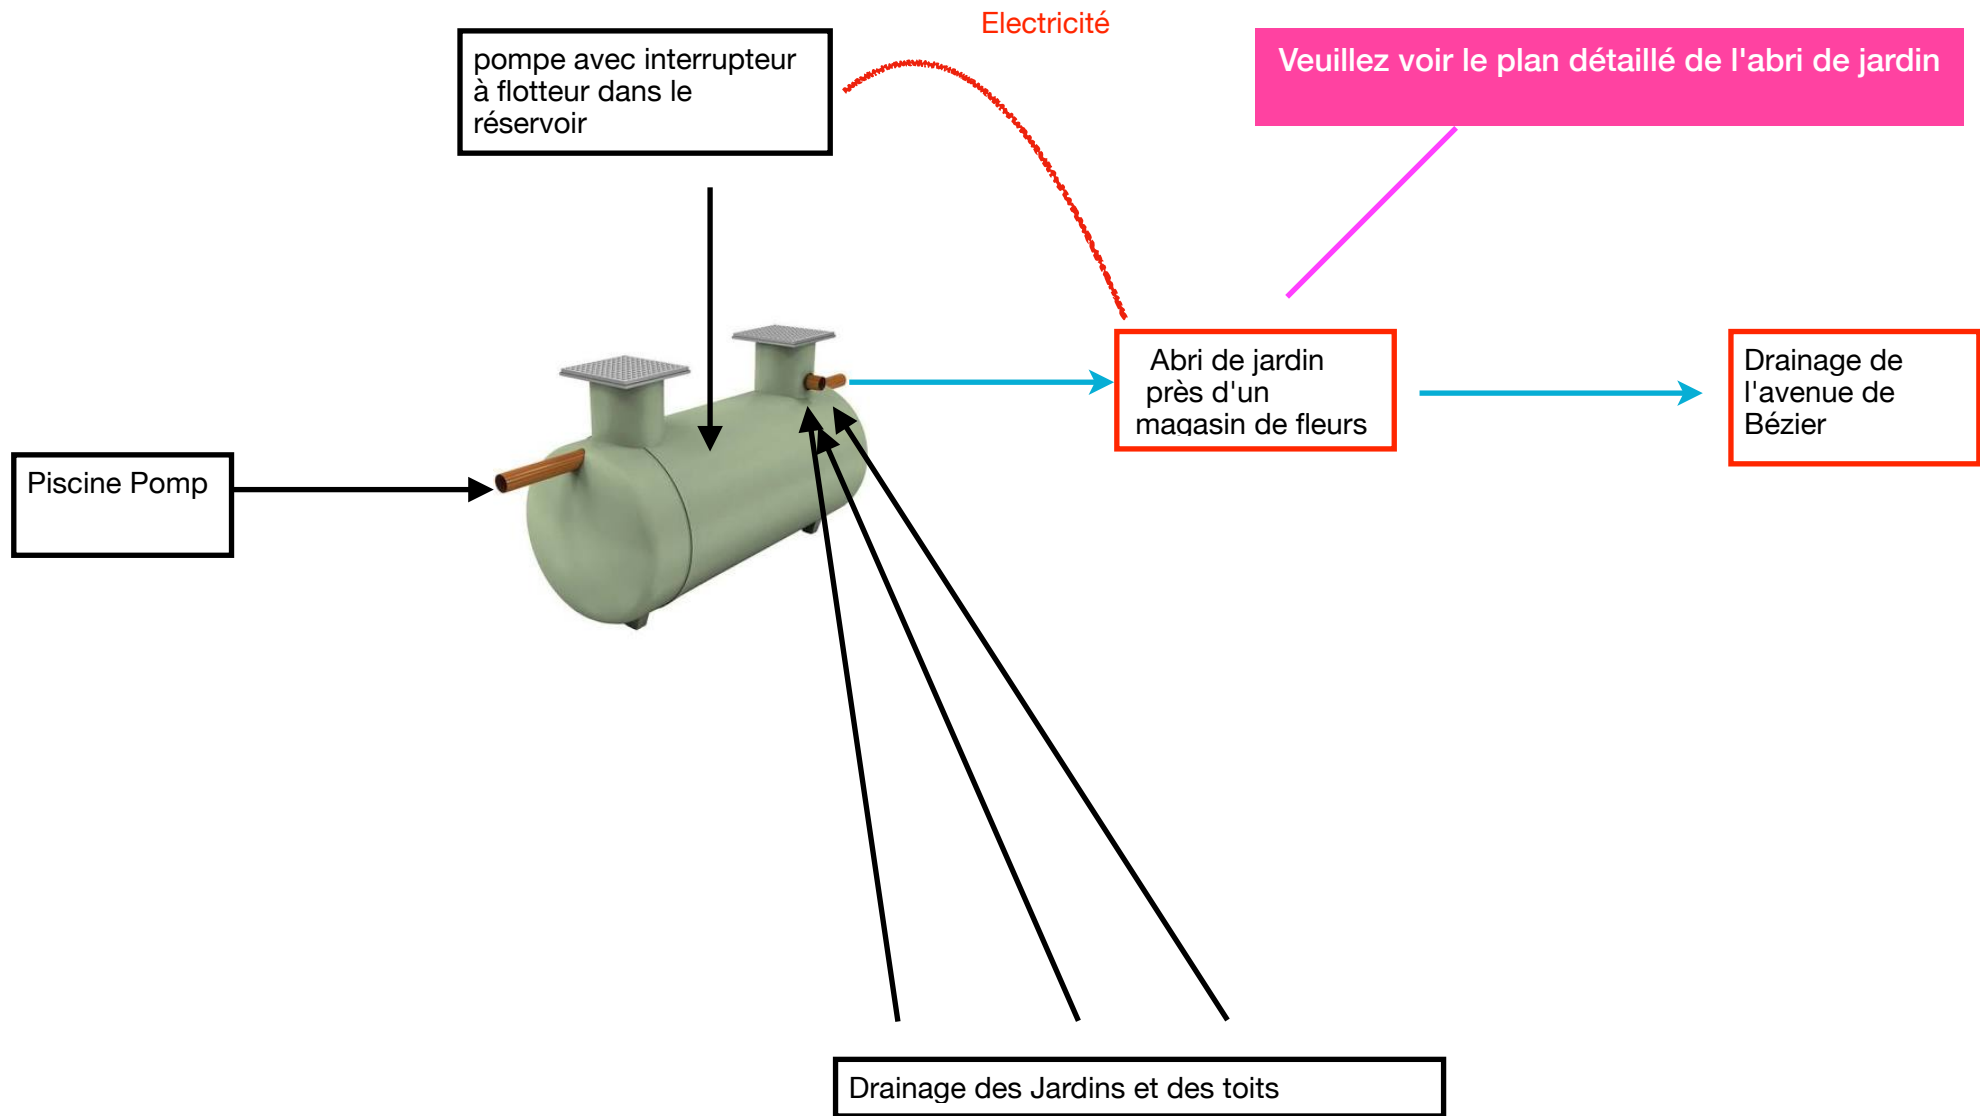 Electricité
pompe avec interrupteur
à flotteur dans le
réservoir
Veuillez voir le plan détaillé de l'abri de jardin
Abri de jardin
près d'un
magasin de fleurs
Drainage de
l'avenue de
Bézier
Piscine Pomp
Drainage des Jardins et des toits